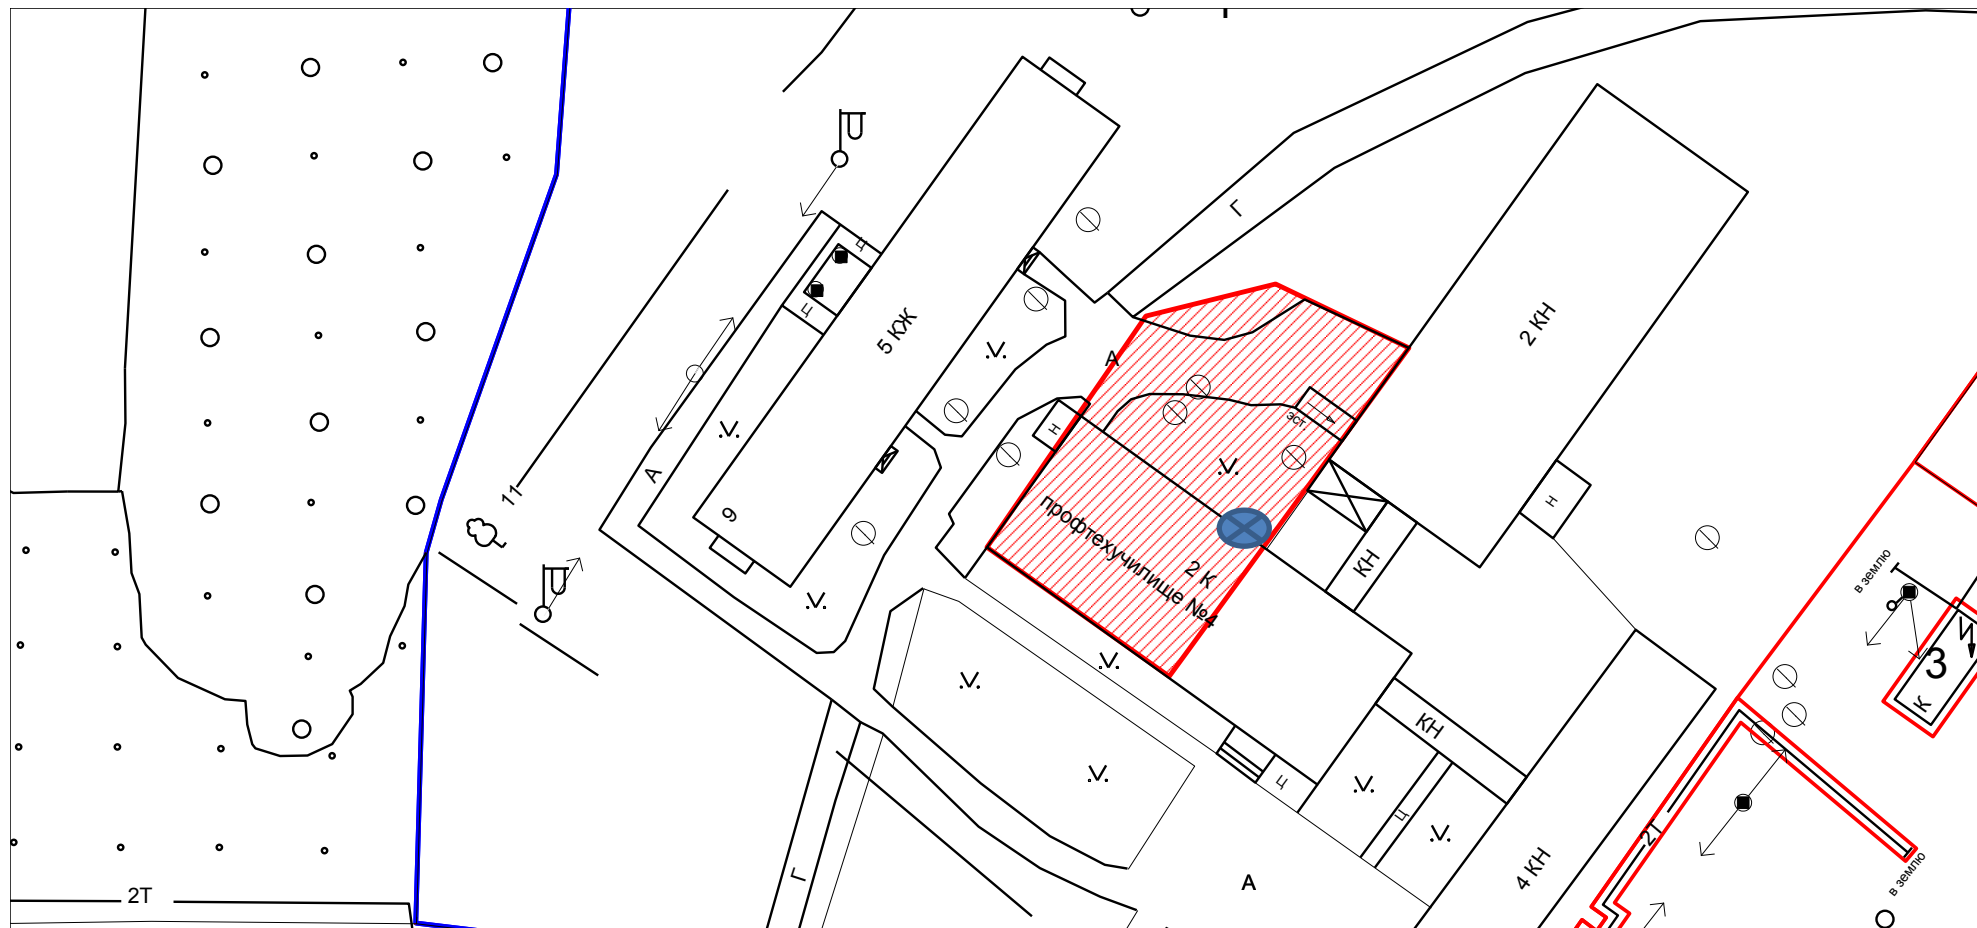 Г
Ц
2 КН
5 КЖ
Ц
А
эст
Н
А
11
9
Н
профтехучилище №4
КН
2 К
в землю
3
К
КН
Ц
Ц
2Т
Г
4 КН
А
2Т
в землю